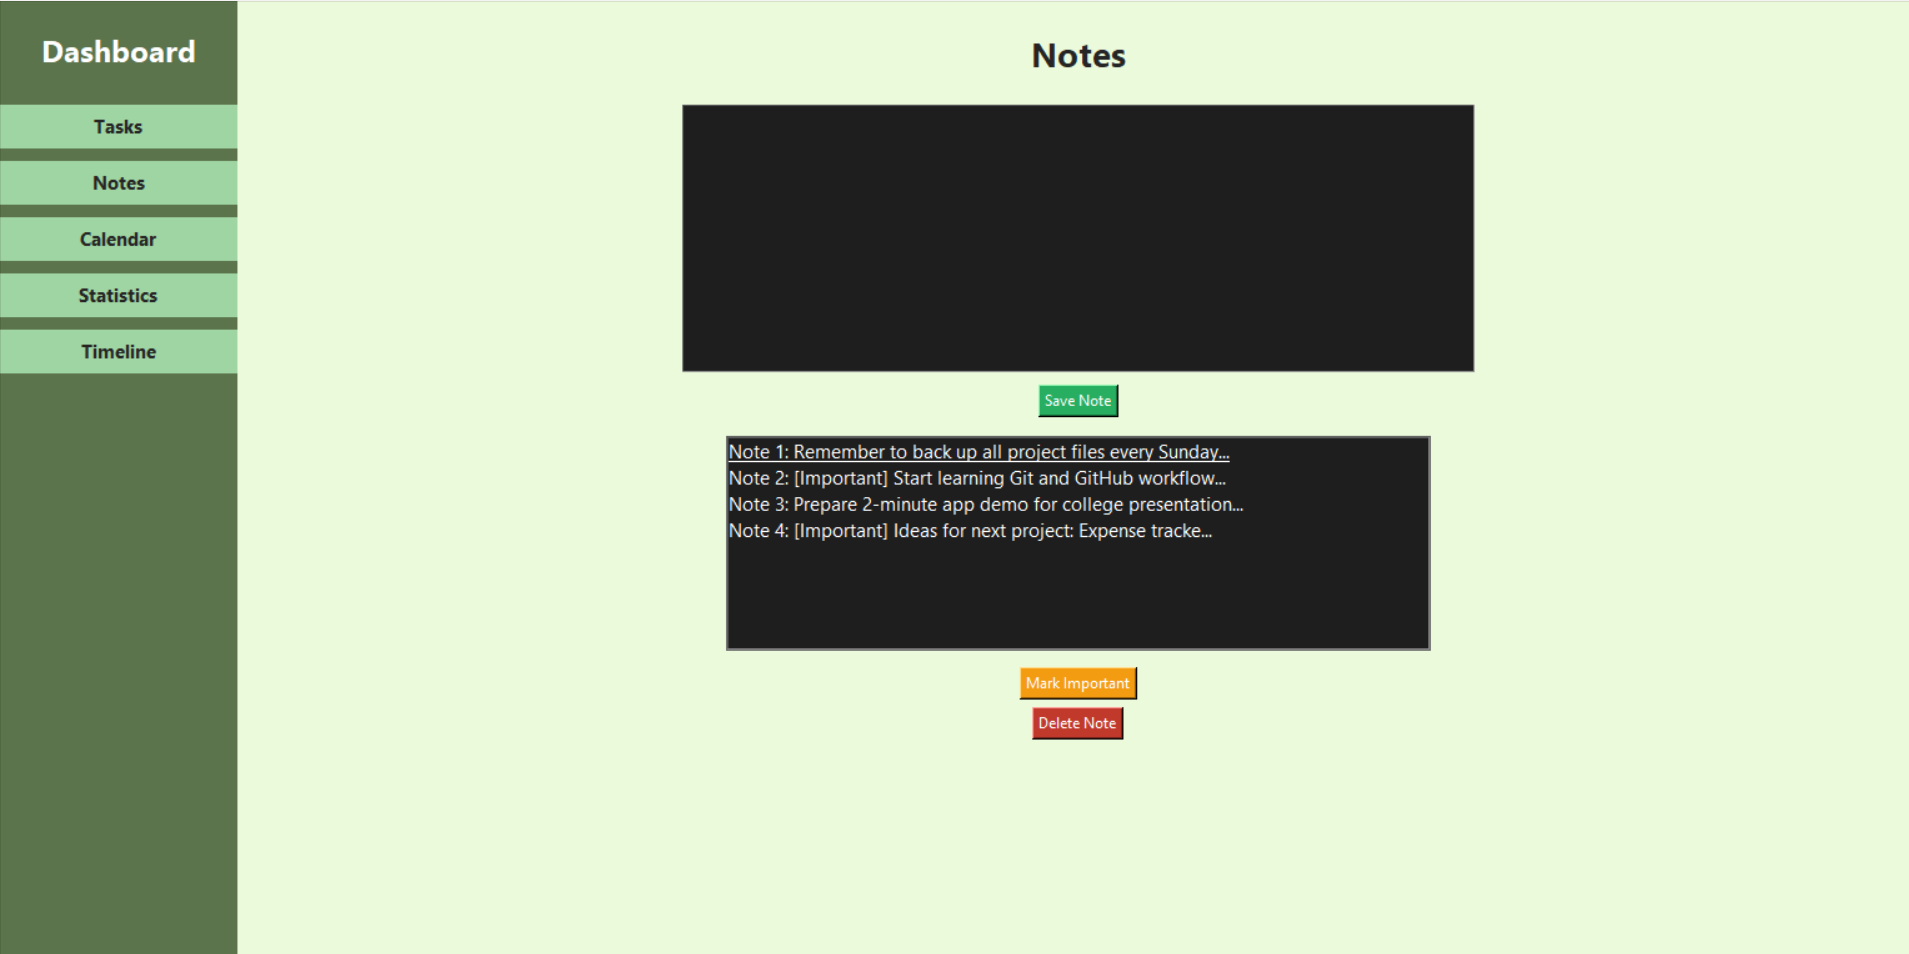 Dashboard
Tasks
Notes
Calendar
Statistics
Timeline
Notes
Save Note
Note 1: Remember to back up all project files every Sunday...
Note 2: [Important] Start learning Git and GitHub workflow...
Note 3: Prepare 2-minute app demo for college presentation...
Note 4: [Important] Ideas for next project: Expense tracke...
Mark Important
Delete Note